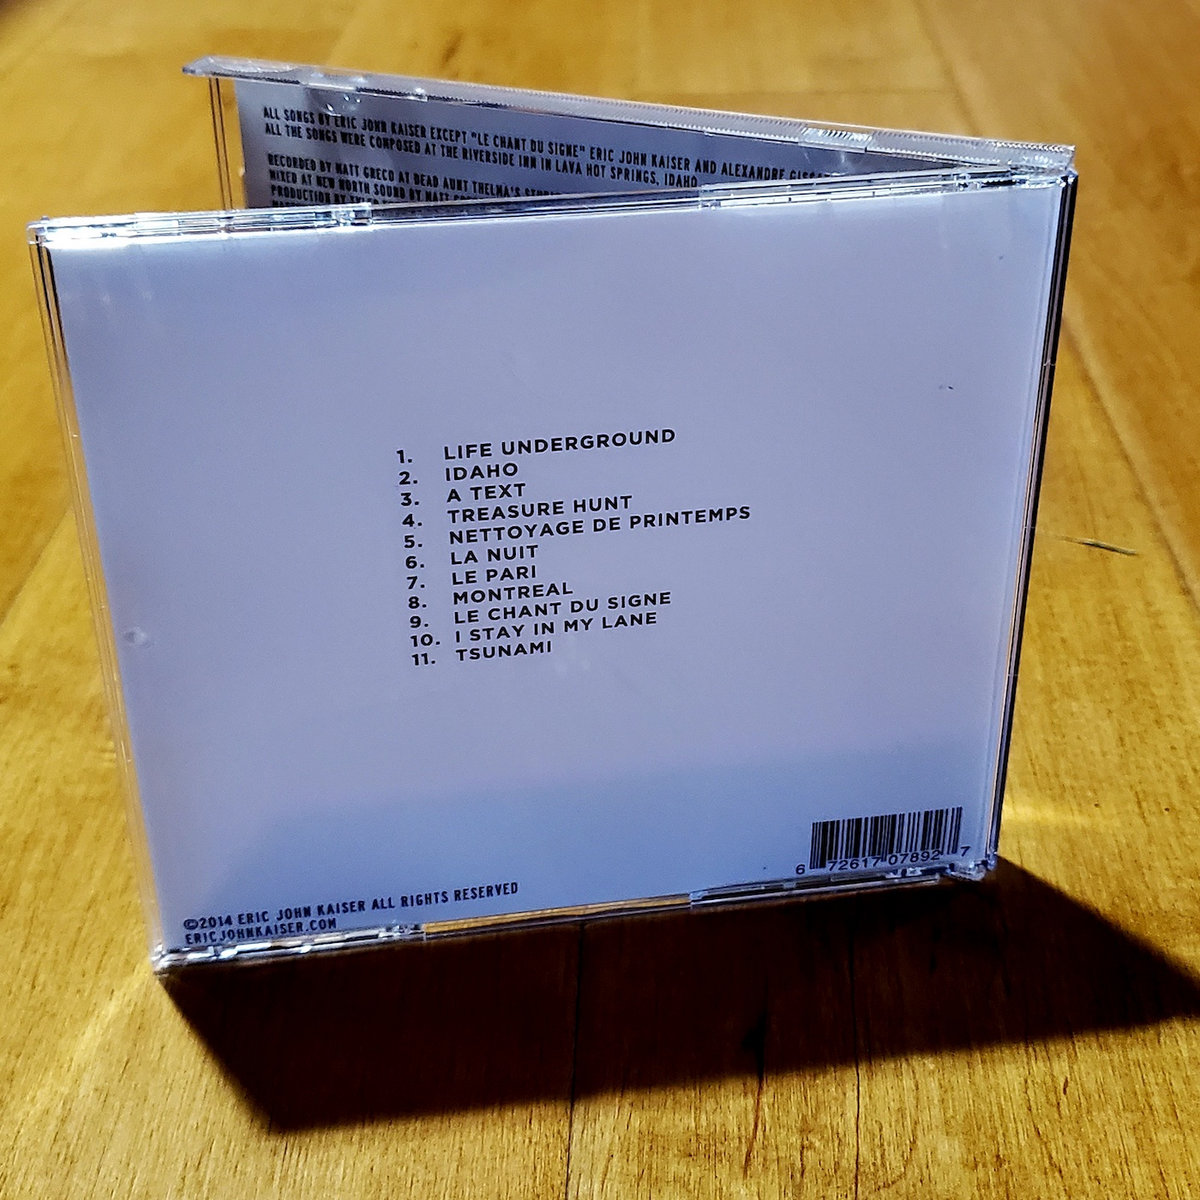 ALL SONGS BY ERIC JOHN KAISER EXCEPT "LE CHANT DU SIGNE" ERIC JOHN KAISER AND ALEXANDRE
ALL THE SONGS WERE COMPOSED AT THE RIVERSIDE INN IN LAVA HOT SPRINGS, IDAHO
RECORDED BY MATT GRECO AT DEAD AUNT THELMA'S
MIXED AT NEW NORTH SOUND BY MATT
PRODUCTION BY
1. LIFE UNDERGROUND
2. IDAHO
3. A TEXT
4. TREASURE HUNT
5. NETTOYAGE DE PRINTEMPS
6. LA NUIT
7. LE PARI
8. MONTREAL
9. LE CHANT DU SIGNE
10. I STAY IN MY LANE
11. TSUNAMI
6 72617 07892 7
©2014 ERIC JOHN KAISER ALL RIGHTS RESERVED
ERICJOHNKAISER.COM